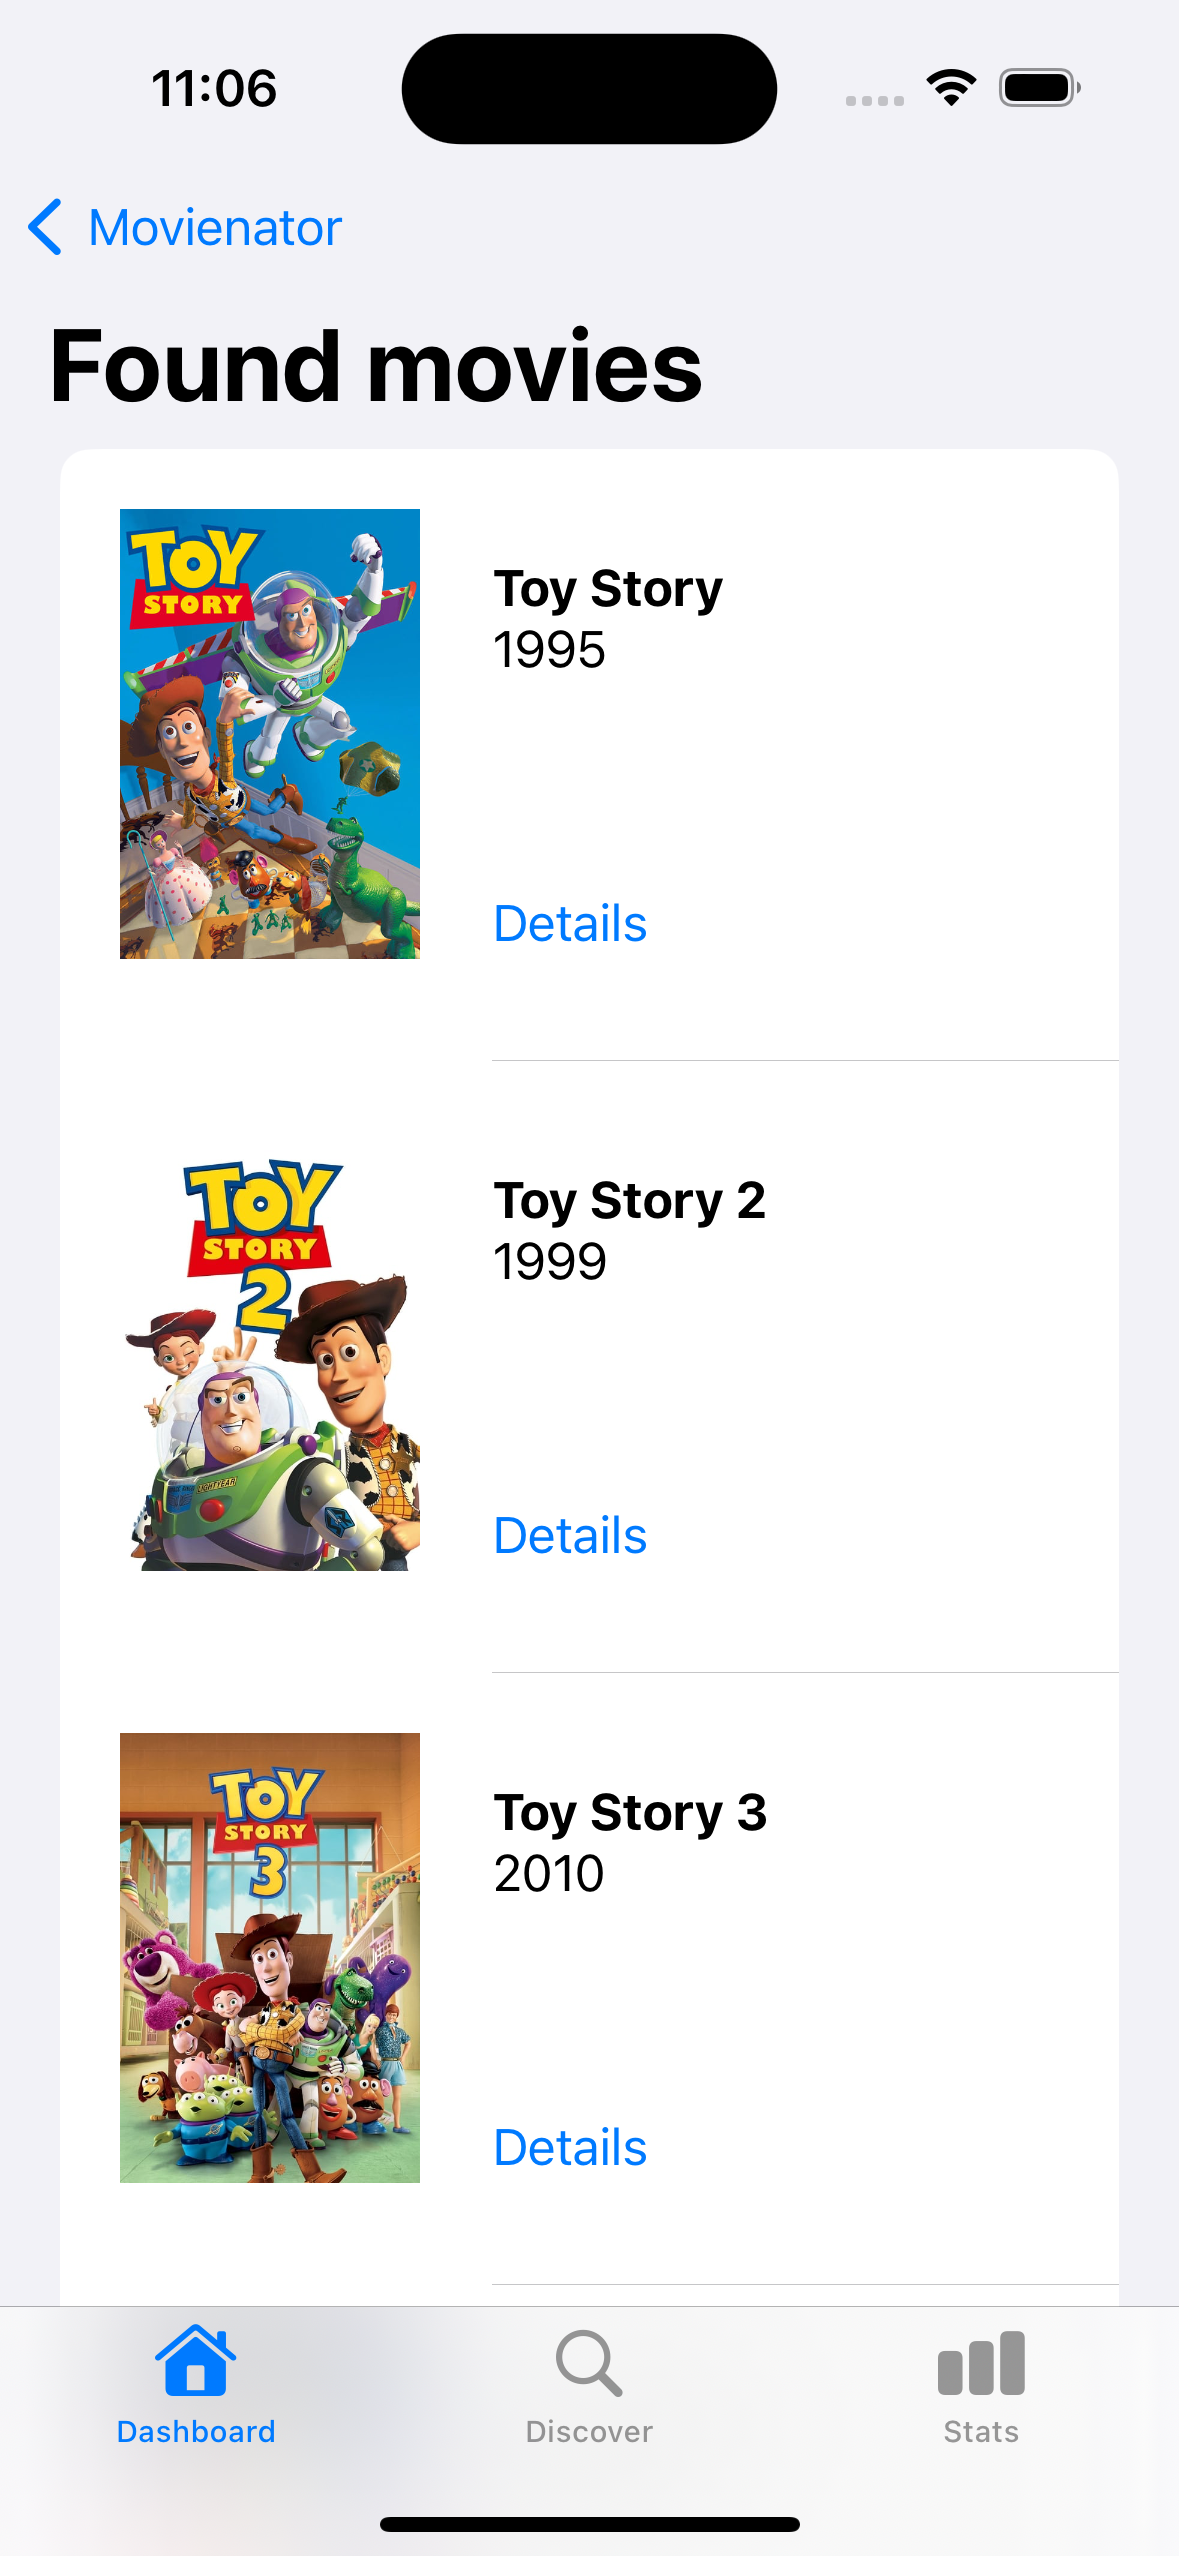 11:06
Movienator
Found movies
TOY
STORY
Toy Story
1995
Details
TOY
STORY
2
LIGHTYEAR
Toy Story 2
1999
Details
TOY
STORY
3
Toy Story 3
2010
Details
Dashboard
Discover
Stats